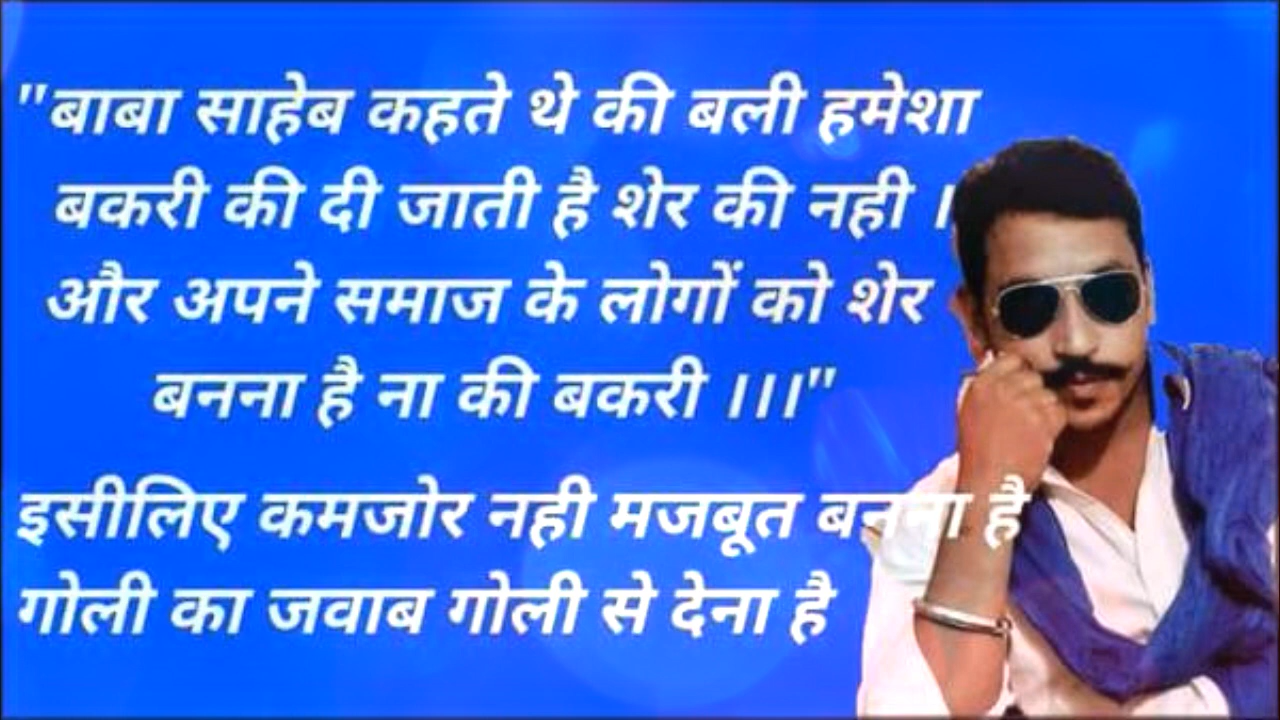 "बाबा साहेब कहते थे की बली हमेशा
बकरी की दी जाती है शेर की नही ।
और अपने समाज के लोगों को शेर
बनना है ना की बकरी ।।।"
इसीलिए कमजोर नही मजबूत बनना है
गोली का जवाब गोली से देना है